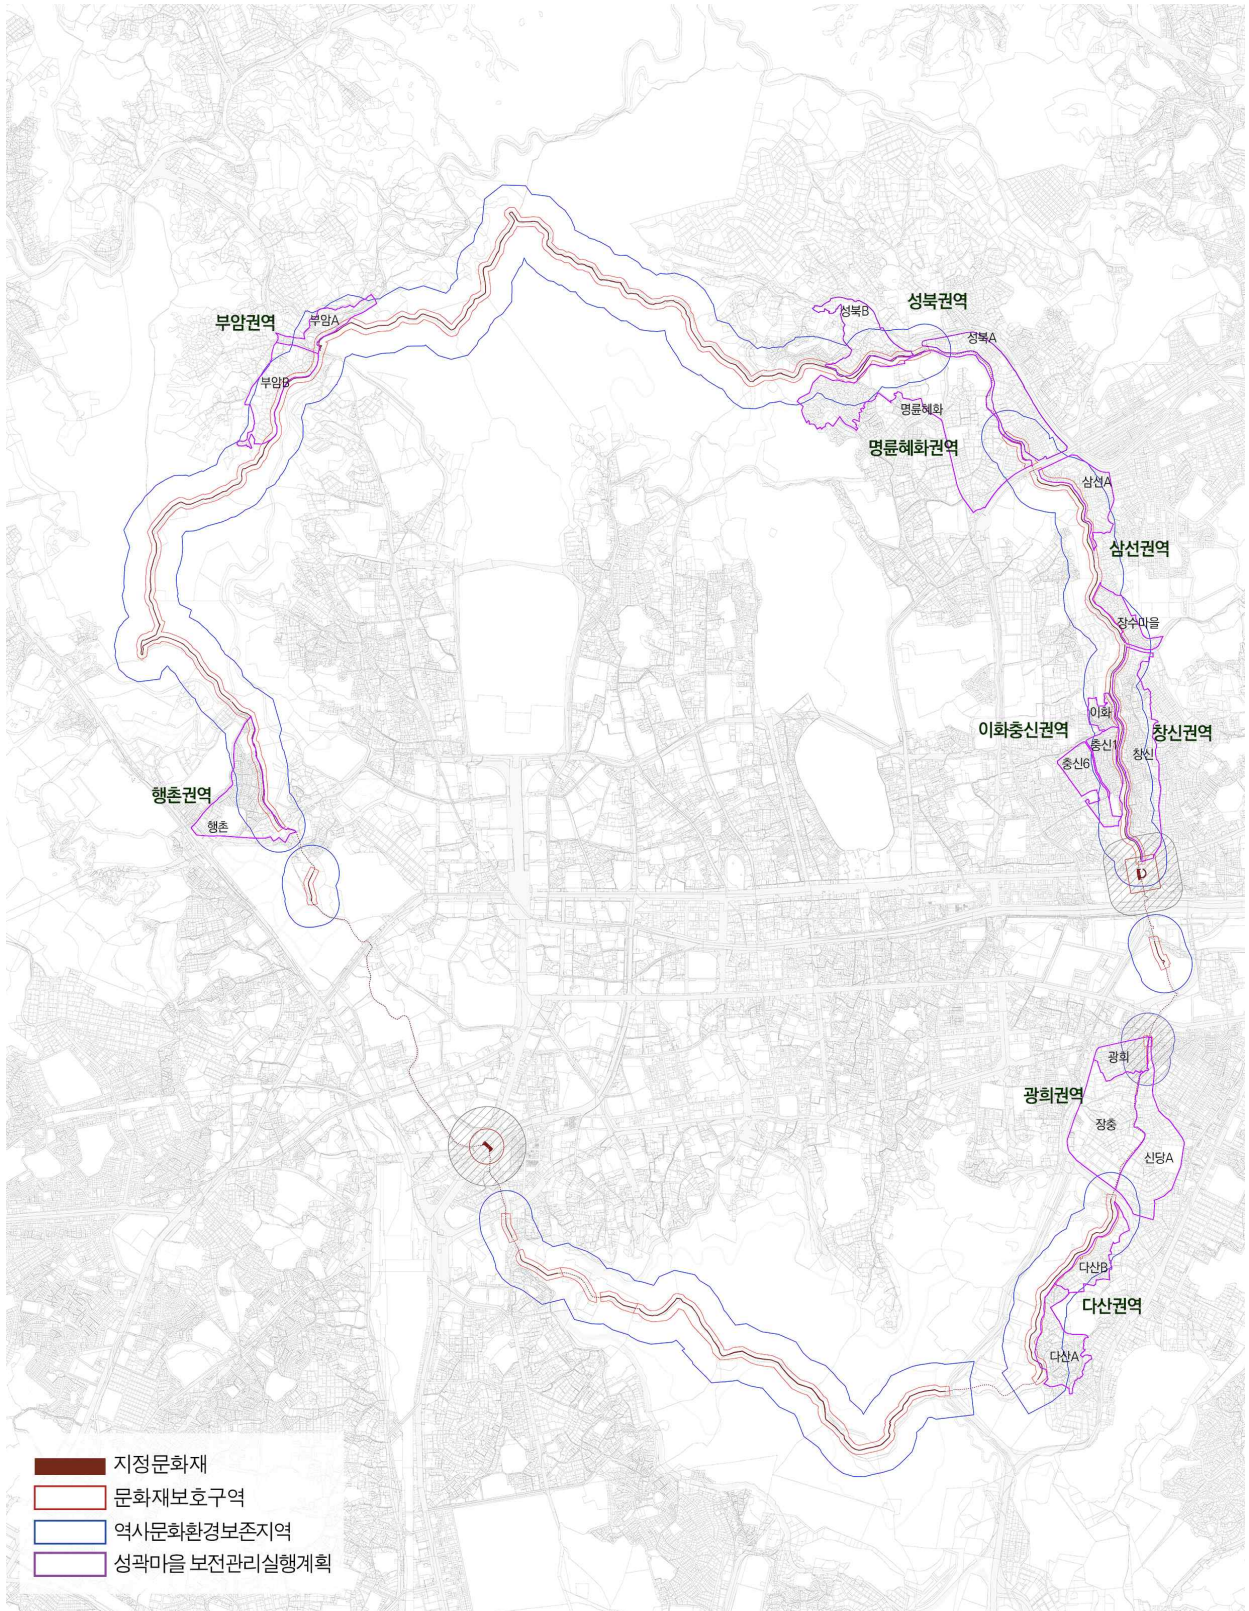 성북권역
성북B
부암권역
부암A
성북A
부암B
명륜혜화
명륜혜화권역
삼선A
삼선권역
장수마을
이화
이화충신권역
창신권역
충신1
창신
충신6
행촌권역
행촌
광희
광희권역
장충
신당A
다산B
다산권역
다산A
지정문화재
문화재보호구역
역사문화환경보존지역
성곽마을 보전관리실행계획